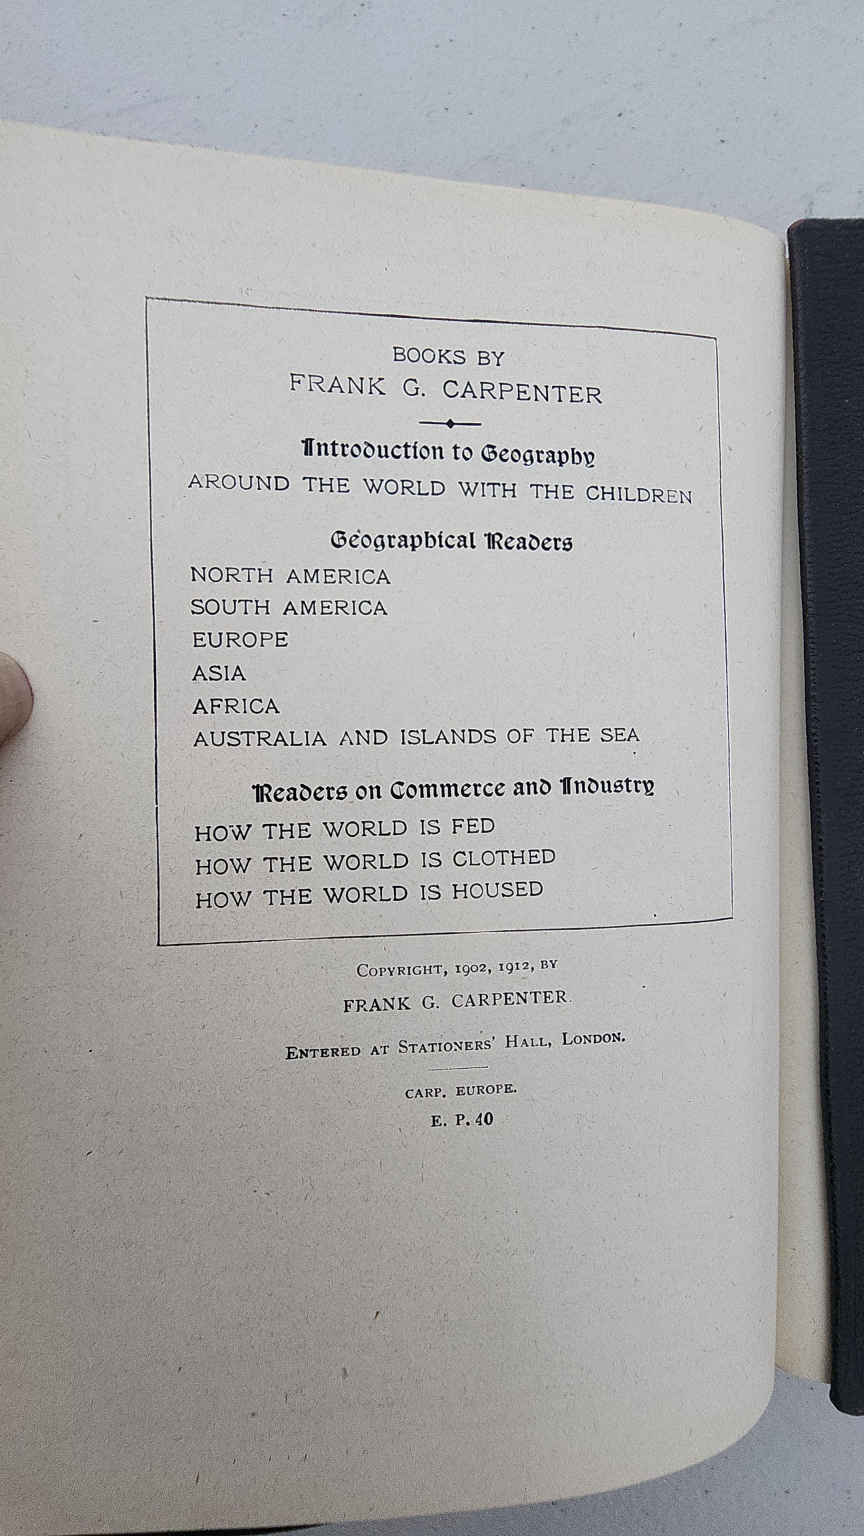 BOOKS BY
FRANK G. CARPENTER
Introduction to Geography
AROUND THE WORLD WITH THE CHILDREN
Geographical Readers
NORTH AMERICA
SOUTH AMERICA
EUROPE
ASIA
AFRICA
AUSTRALIA AND ISLANDS OF THE SEA
Readers on Commerce and Industry
HOW THE WORLD IS FED
HOW THE WORLD IS CLOTHED
HOW THE WORLD IS HOUSED
COPYRIGHT, 1902, 1912, BY
FRANK G. CARPENTER.
ENTERED AT STATIONERS' HALL, LONDON.
CARP. EUROPE.
E. P. 40